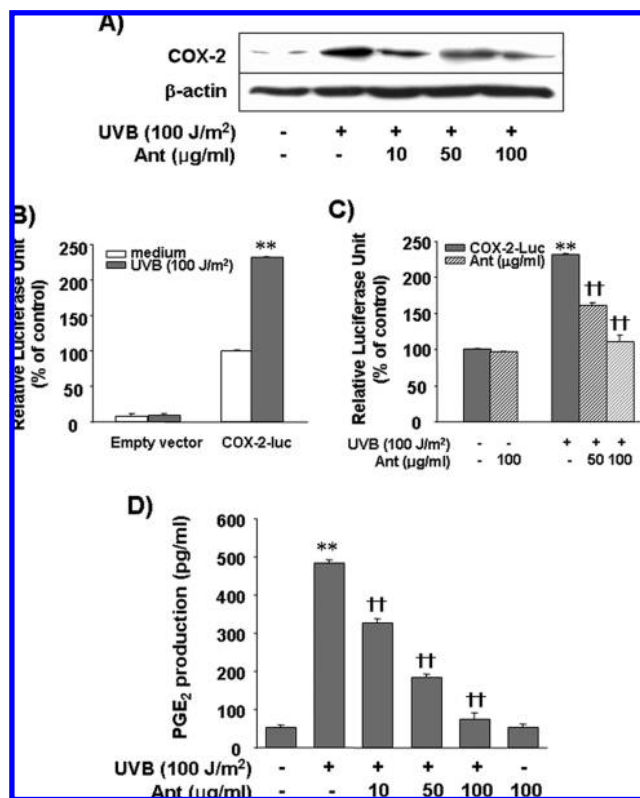 A)
COX-2
β-actin
UVB (100 J/m²) - + + + +
Ant (μg/ml) - - 10 50 100
B)
Relative Luciferase Unit
(% of control)
250
200
150
100
50
0
medium
UVB (100 J/m²)
**
Empty vector COX-2-luc
C)
Relative Luciferase Unit
(% of control)
250
200
150
100
50
0
COX-2-Luc
Ant (μg/ml)
**
††
††
UVB (100 J/m²) - - + + +
Ant (μg/ml) - 100 - 50 100
D)
PGE₂ production (pg/ml)
600
500
400
300
200
100
000
**
††
††
††
UVB (100 J/m²) - + + + + -
Ant (μg/ml) - - 10 50 100 100